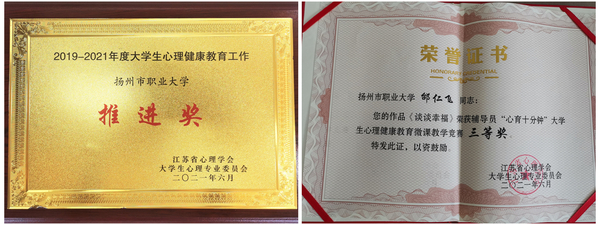 2019-2021年度大学生心理健康教育工作
扬州市职业大学
推进奖
江苏省心理学会
大学生心理专业委员会
二〇二一年六月
荣誉证书
HONORARY CREDENTIAL
扬州市职业大学 邰仁飞 同志:
您的作品《谈谈幸福》荣获辅导员“心育十分钟”大学
生心理健康教育微课教学竞赛 三等奖。
特发此证,以资鼓励。
江苏省心理学会
大学生心理专业委员会
二〇二一年六月